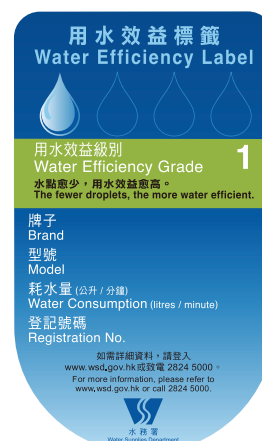 用水效益標籤
Water Efficiency Label
用水效益級別
Water Efficiency Grade
1
水點愈少，用水效益愈高。
The fewer droplets, the more water efficient.
牌子
Brand
型號
Model
耗水量 (公升 / 分鐘)
Water Consumption (litres / minute)
登記號碼
Registration No.
如需詳細資料，請登入
www.wsd.gov.hk或致電 2824 5000。
For more information, please refer to
www.wsd.gov.hk or call 2824 5000.
水務署
Water Supplies Department